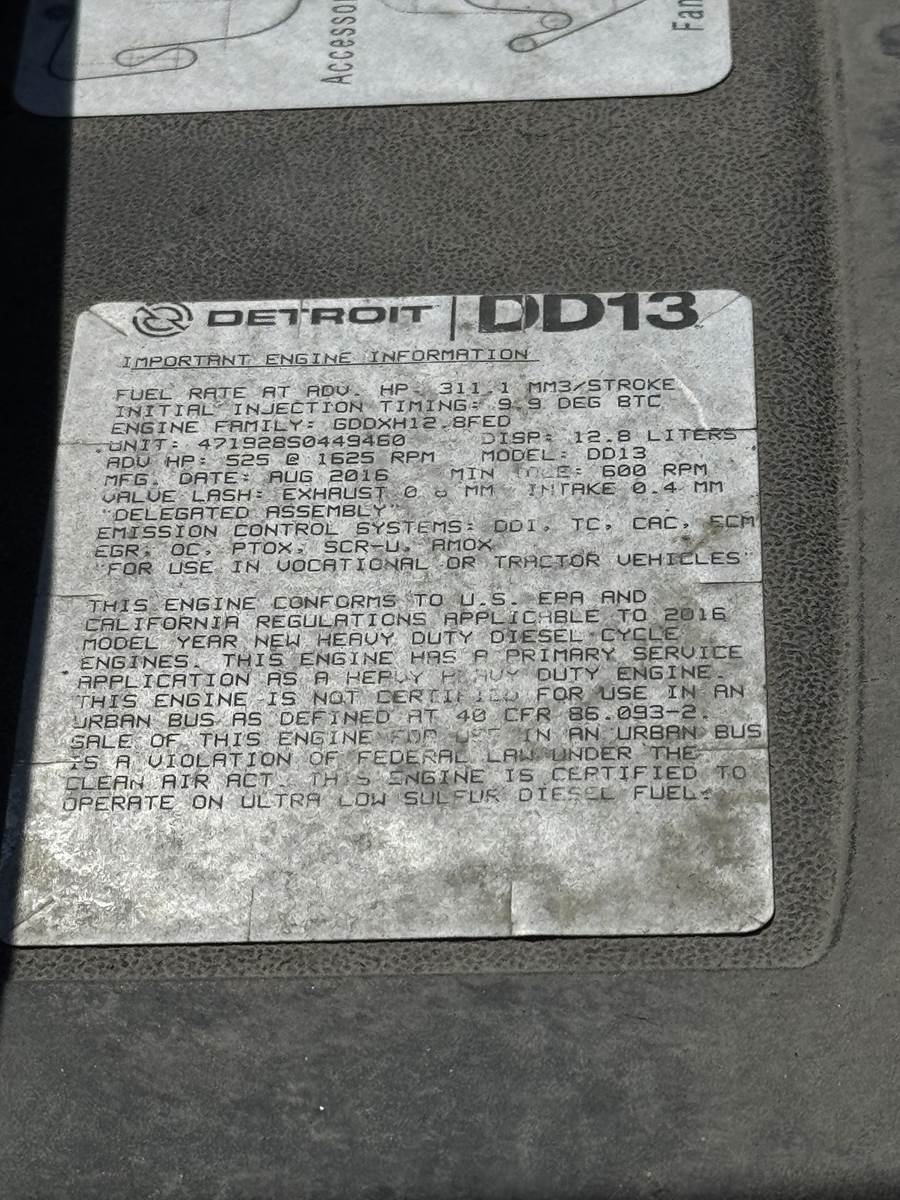 DETROIT DD13
IMPORTANT ENGINE INFORMATION
FUEL RATE AT ADV. HP 311.1 MM3/STROKE
INITIAL INJECTION TIMING: 9.9 DEG BTC
ENGINE FAMILY: GDDXH12.8FED
UNIT: 471928S0449460 DISP: 12.8 LITERS
ADV HP: 525 @ 1625 RPM MODEL: DD13
MFG. DATE: AUG 2016 MIN 600 RPM
VALVE LASH: EXHAUST MM INTAKE 0.4 MM
"DELEGATED ASSEMBLY"
EMISSION CONTROL SYSTEMS: DDI, TC, CAC, ECM
EGR, OC, PTOX, SCR-U, AMOX
"FOR USE IN VOCATIONAL OR TRACTOR VEHICLES"
THIS ENGINE CONFORMS TO U.S. EPA AND
CALIFORNIA REGULATIONS APPLICABLE TO 2016
MODEL YEAR NEW HEAVY DUTY DIESEL CYCLE
ENGINES. THIS ENGINE HAS A PRIMARY SERVICE
APPLICATION AS A HEAVY HEAVY DUTY ENGINE.
THIS ENGINE IS NOT CERTIFIED FOR USE IN AN
URBAN BUS AS DEFINED AT 40 CFR 86.093-2.
SALE OF THIS ENGINE FOR USE IN AN URBAN BUS
IS A VIOLATION OF FEDERAL LAW UNDER THE
CLEAN AIR ACT. THIS ENGINE IS CERTIFIED TO
OPERATE ON ULTRA LOW SULFUR DIESEL FUEL.